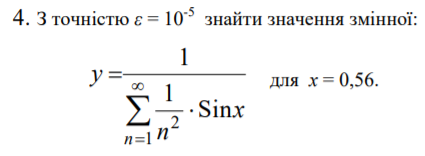 4. З точністю ε = 10⁻⁵ знайти значення змінної:
y = 1 / (∑_{n=1}^{∞} 1/n² · Sinx) для x = 0,56.